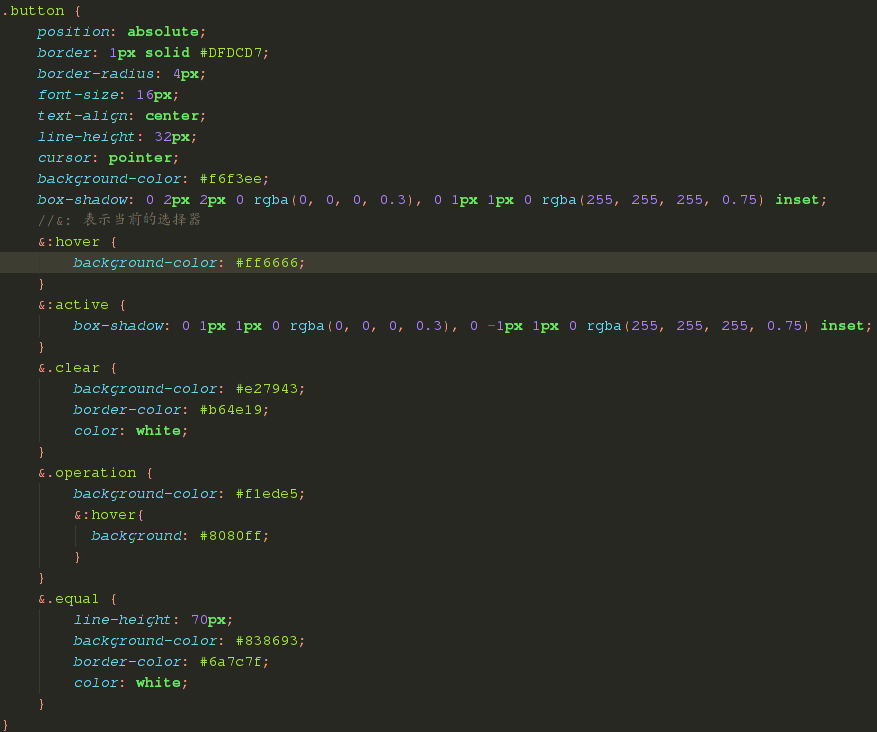 .button {
    position: absolute;
    border: 1px solid #DFDCD7;
    border-radius: 4px;
    font-size: 16px;
    text-align: center;
    line-height: 32px;
    cursor: pointer;
    background-color: #f6f3ee;
    box-shadow: 0 2px 2px 0 rgba(0, 0, 0, 0.3), 0 1px 1px 0 rgba(255, 255, 255, 0.75) inset;
    //&: 表示当前的选择器
    &:hover {
        background-color: #ff6666;
    }
    &:active {
        box-shadow: 0 1px 1px 0 rgba(0, 0, 0, 0.3), 0 -1px 1px 0 rgba(255, 255, 255, 0.75) inset;
    }
    &.clear {
        background-color: #e27943;
        border-color: #b64e19;
        color: white;
    }
    &.operation {
        background-color: #f1ede5;
        &:hover{
          background: #8080ff;
        }
    }
    &.equal {
        line-height: 70px;
        background-color: #838693;
        border-color: #6a7c7f;
        color: white;
    }
}